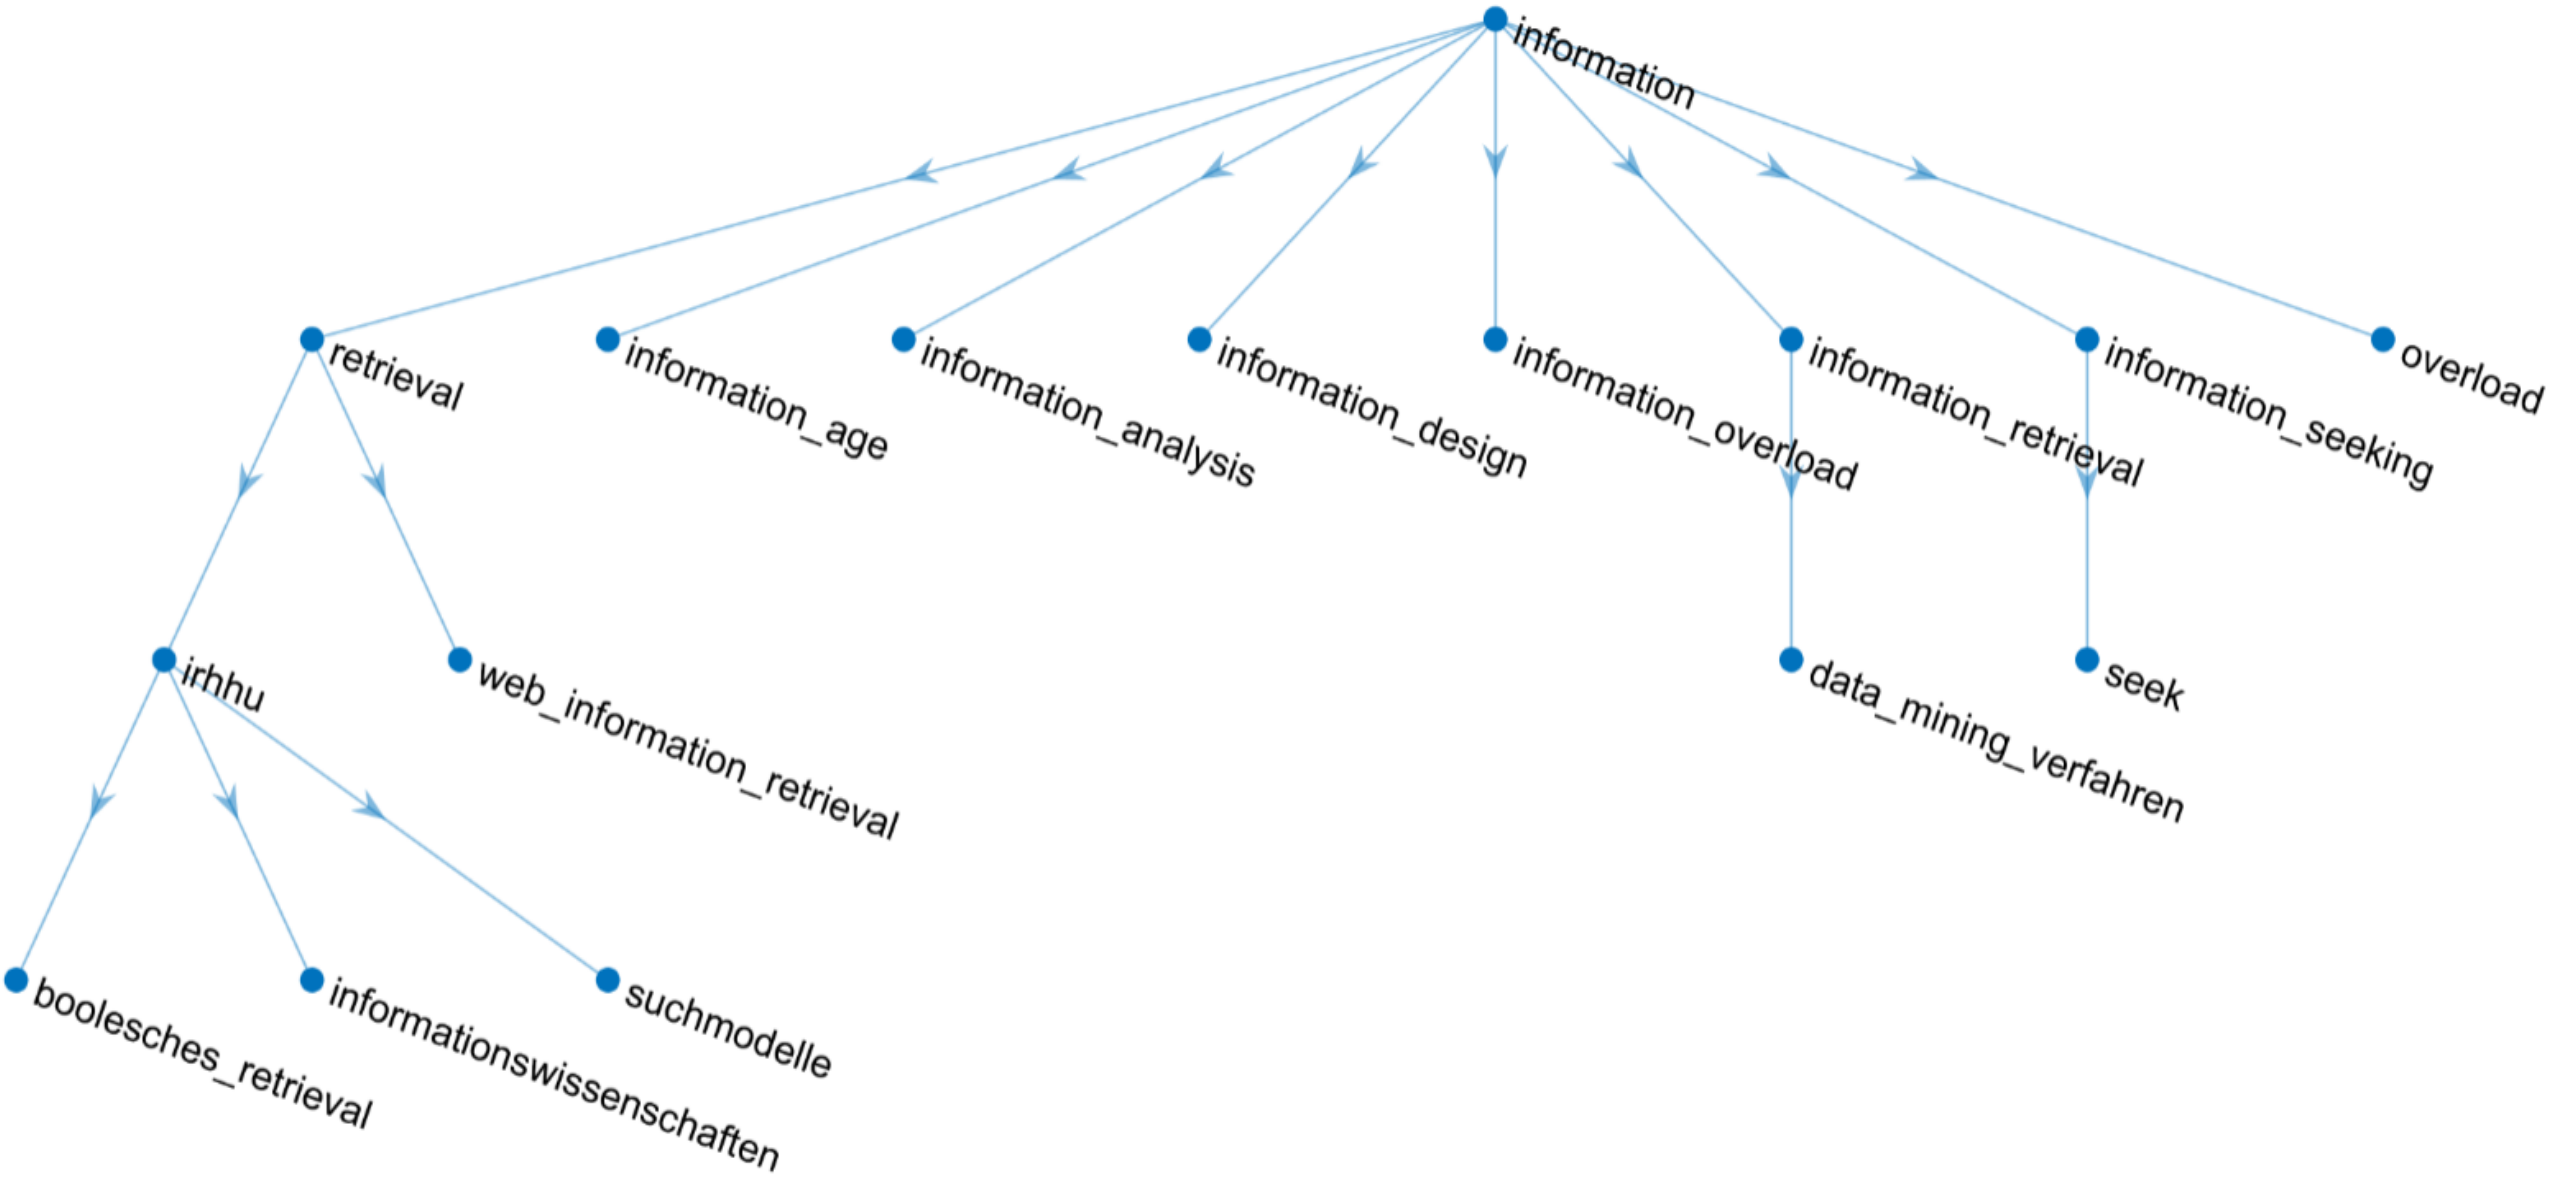 information
retrieval
information_age
information_analysis
information_design
information_overload
information_retrieval
information_seeking
overload
irhhu
web_information_retrieval
data_mining_verfahren
seek
boolesches_retrieval
informationswissenschaften
suchmodelle